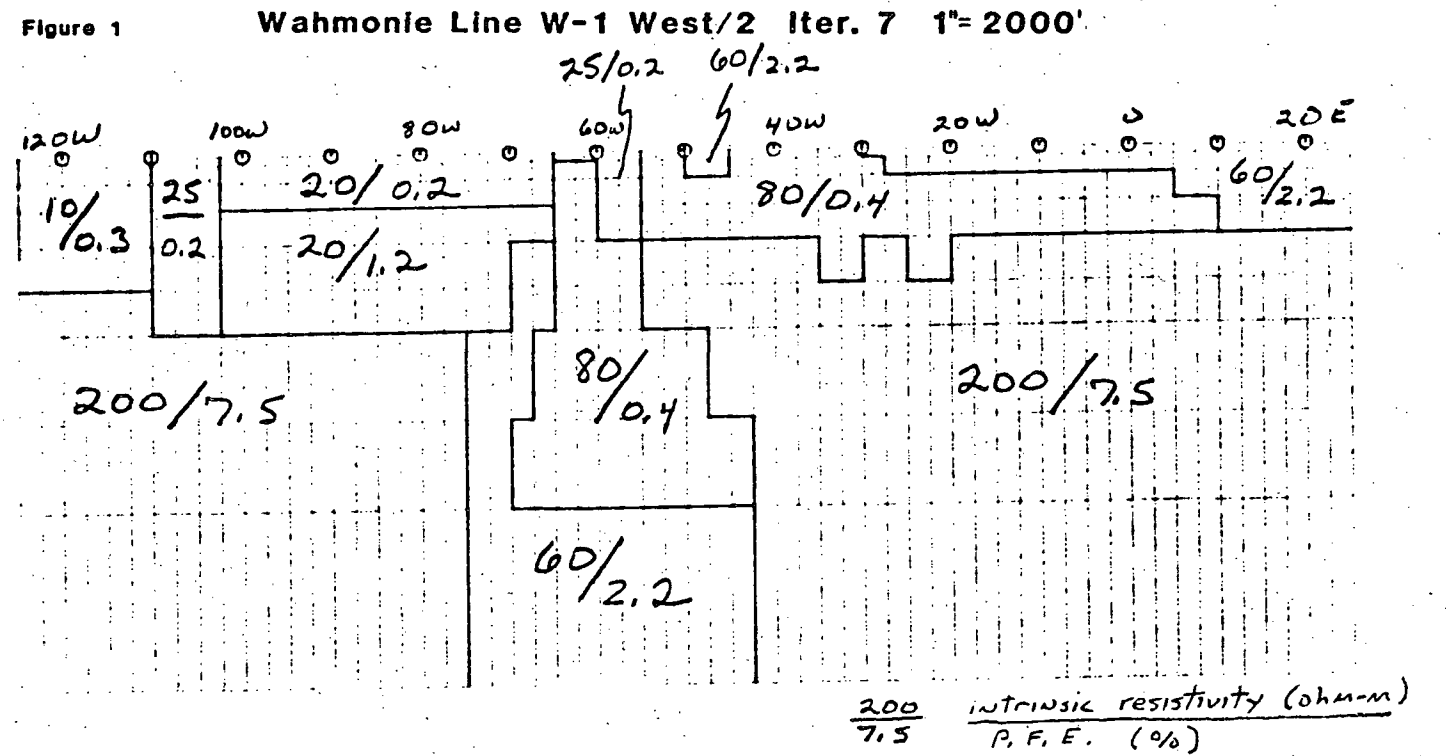 Figure 1
Wahmonie Line W-1 West/2 Iter. 7 1"= 2000'
25/0.2 60/2.2
120W 100W 80W 60W 40W 20W 0 20E
10/0.3
25
0.2
20/0.2
80/0.4
60/2.2
20/1.2
200/7.5
80/0.4
200/7.5
60/2.2
200 intrinsic resistivity (ohm-m)
7.5 P.F.E. (%)